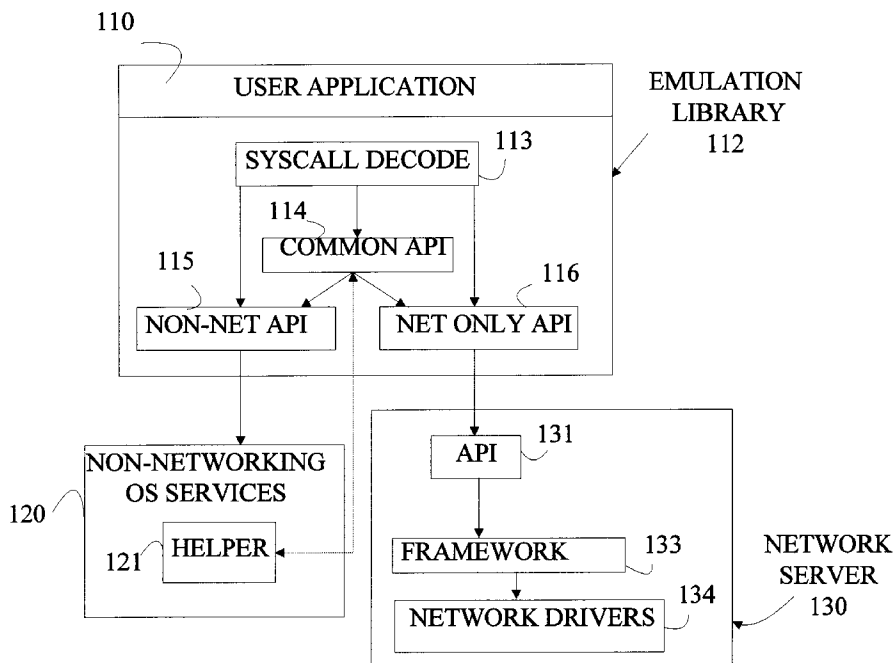 110
USER APPLICATION
EMULATION
LIBRARY
112
SYSCALL DECODE
113
114
COMMON API
115
116
NON-NET API
NET ONLY API
131
API
NON-NETWORKING
OS SERVICES
120
121
HELPER
FRAMEWORK
133
NETWORK
SERVER
130
NETWORK DRIVERS
134